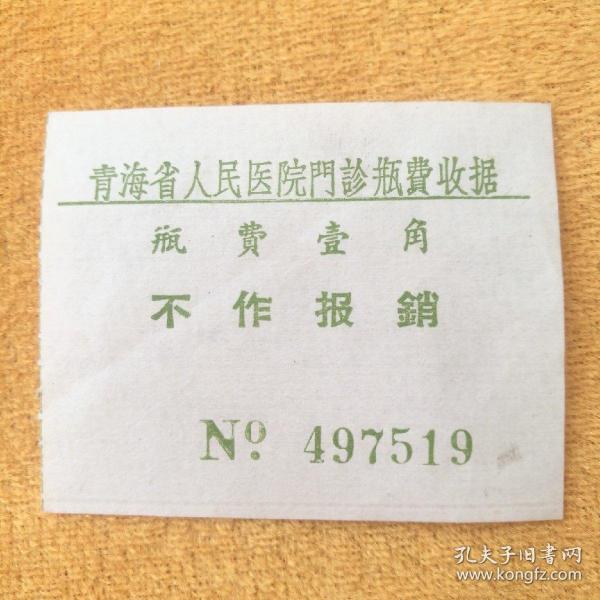 青海省人民医院門診瓶費收据
瓶費壹角
不作报銷
№ 497519
孔夫子旧书网
www.kongfz.com